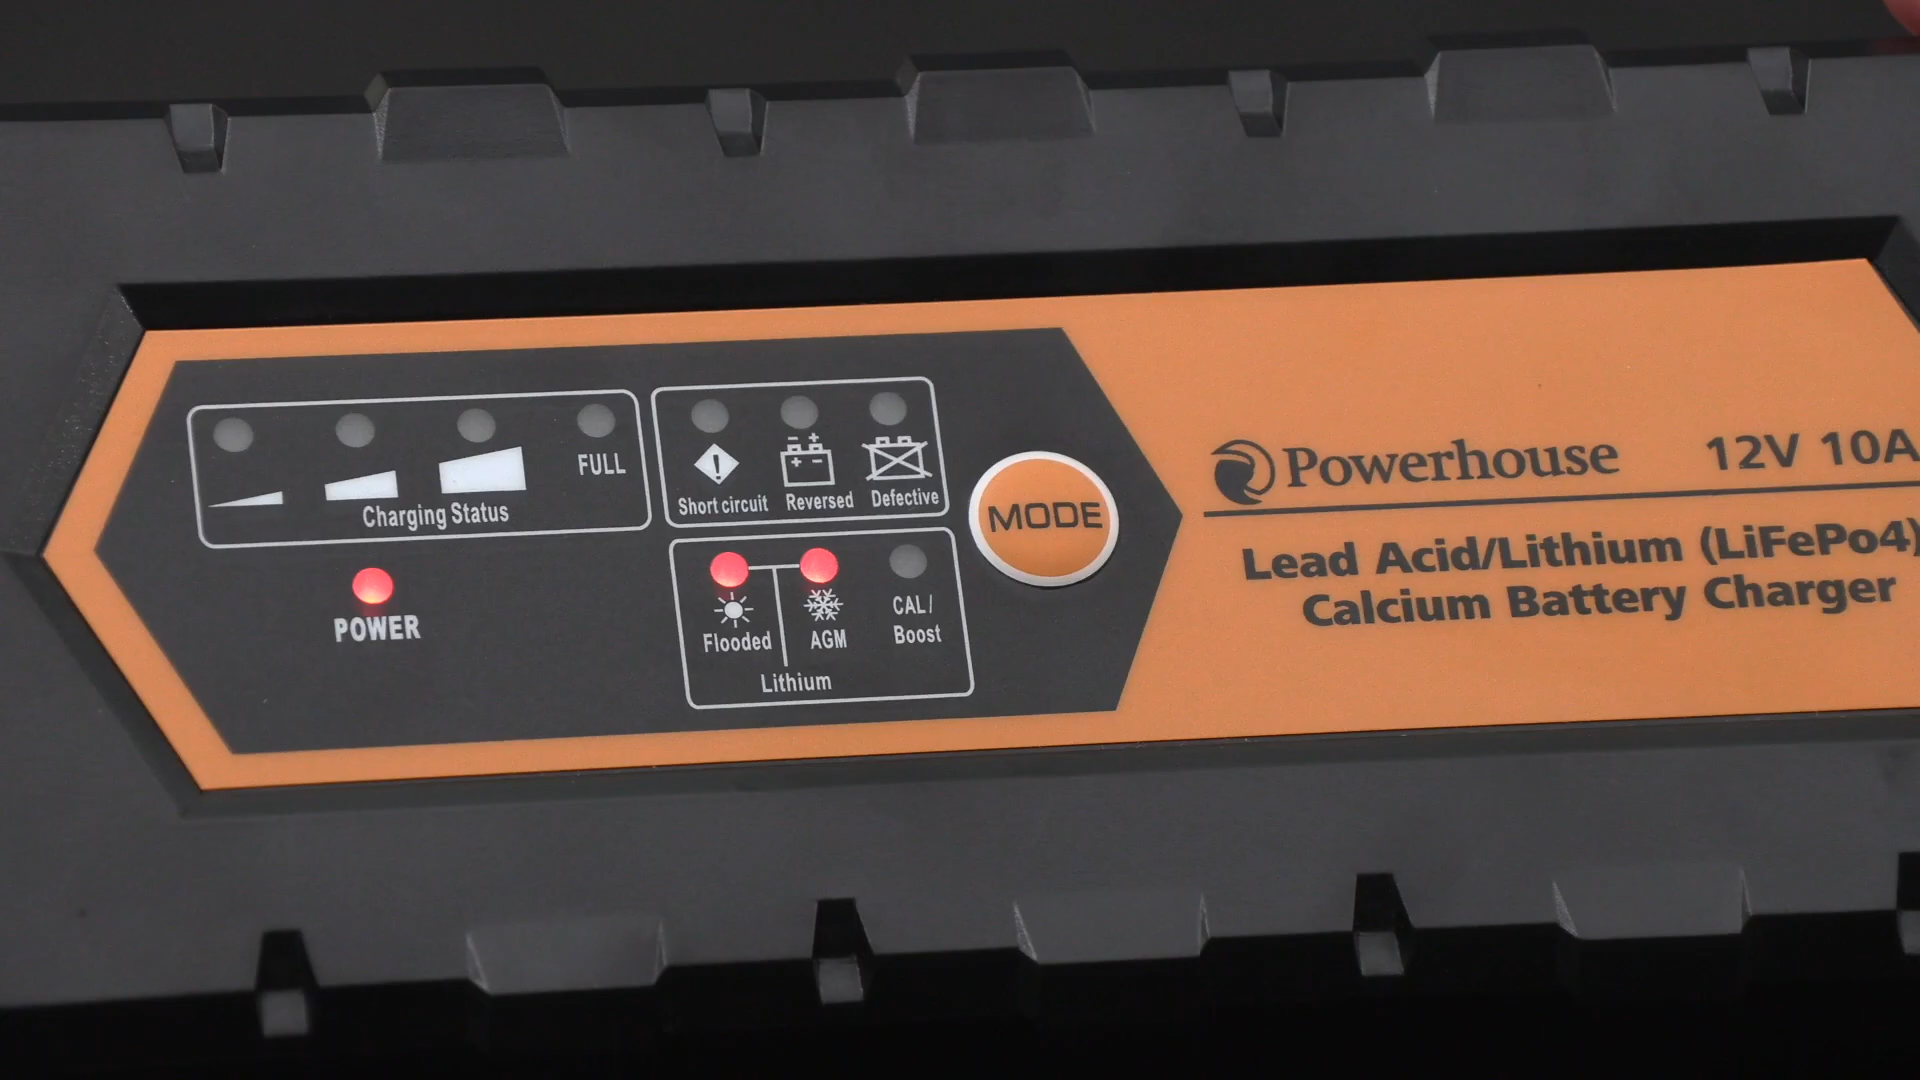 FULL
Charging Status
Short circuit
Reversed
Defective
POWER
Flooded
AGM
CAL/
Boost
Lithium
MODE
Powerhouse
12V 10A
Lead Acid/Lithium (LiFePo4)
Calcium Battery Charger